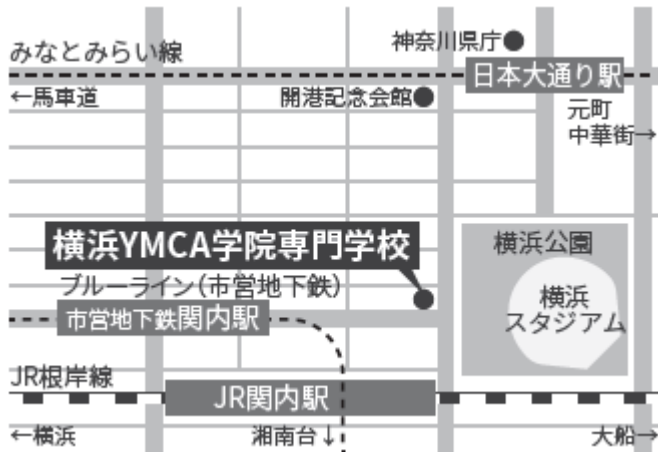 神奈川県庁●
みなとみらい線
日本大通り駅
←馬車道
開港記念会館●
元町
中華街→
横浜YMCA学院専門学校
横浜公園
ブルーライン(市営地下鉄)
横浜
スタジアム
市営地下鉄関内駅
JR根岸線
JR関内駅
←横浜
湘南台↓
大船→